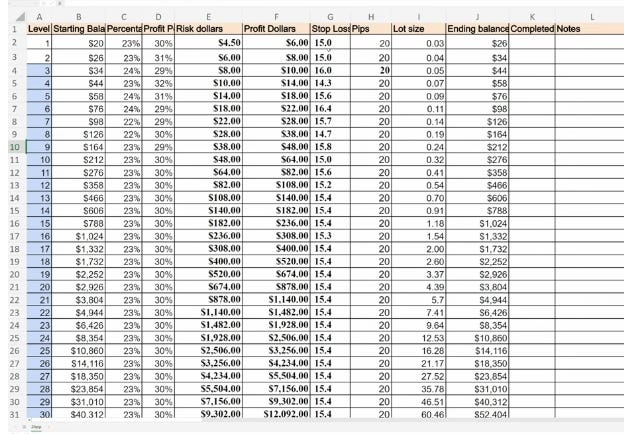 A B C D E F G H I J K L
1 Level Starting Bala Percenta Profit P Risk dollars Profit Dollars Stop Loss Pips Lot size Ending balance Completed Notes
2 1 $20 23% 30% $4.50 $6.00 15.0 20 0.03 $26
3 2 $26 23% 31% $6.00 $8.00 15.0 20 0.04 $34
4 3 $34 24% 29% $8.00 $10.00 16.0 20 0.05 $44
5 4 $44 23% 32% $10.00 $14.00 14.3 20 0.07 $58
6 5 $58 24% 31% $14.00 $18.00 15.6 20 0.09 $76
7 6 $76 24% 29% $18.00 $22.00 16.4 20 0.11 $98
8 7 $98 22% 29% $22.00 $28.00 15.7 20 0.14 $126
9 8 $126 22% 30% $28.00 $38.00 14.7 20 0.19 $164
10 9 $164 23% 29% $38.00 $48.00 15.8 20 0.24 $212
11 10 $212 23% 30% $48.00 $64.00 15.0 20 0.32 $276
12 11 $276 23% 30% $64.00 $82.00 15.6 20 0.41 $358
13 12 $358 23% 30% $82.00 $108.00 15.2 20 0.54 $466
14 13 $466 23% 30% $108.00 $140.00 15.4 20 0.70 $606
15 14 $606 23% 30% $140.00 $182.00 15.4 20 0.91 $788
16 15 $788 23% 30% $182.00 $236.00 15.4 20 1.18 $1,024
17 16 $1,024 23% 30% $236.00 $308.00 15.3 20 1.54 $1,332
18 17 $1,332 23% 30% $308.00 $400.00 15.4 20 2.00 $1,732
19 18 $1,732 23% 30% $400.00 $520.00 15.4 20 2.60 $2,252
20 19 $2,252 23% 30% $520.00 $674.00 15.4 20 3.37 $2,926
21 20 $2,926 23% 30% $674.00 $878.00 15.4 20 4.39 $3,804
22 21 $3,804 23% 30% $878.00 $1,140.00 15.4 20 5.7 $4,944
23 22 $4,944 23% 30% $1,140.00 $1,482.00 15.4 20 7.41 $6,426
24 23 $6,426 23% 30% $1,482.00 $1,928.00 15.4 20 9.64 $8,354
25 24 $8,354 23% 30% $1,928.00 $2,506.00 15.4 20 12.53 $10,860
26 25 $10,860 23% 30% $2,506.00 $3,256.00 15.4 20 16.28 $14,116
27 26 $14,116 23% 30% $3,256.00 $4,234.00 15.4 20 21.17 $18,350
28 27 $18,350 23% 30% $4,234.00 $5,504.00 15.4 20 27.52 $23,854
29 28 $23,854 23% 30% $5,504.00 $7,156.00 15.4 20 35.78 $31,010
30 29 $31,010 23% 30% $7,156.00 $9,302.00 15.4 20 46.51 $40,312
31 30 $40,312 23% 30% $9,302.00 $12,092.00 15.4 20 60.46 $52,404